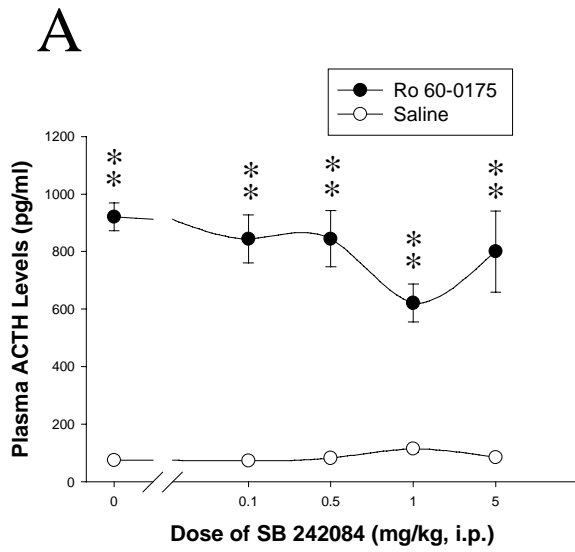 A
Ro 60-0175
Saline
1200
1000
800
600
400
200
0
Plasma ACTH Levels (pg/ml)
**
**
**
**
**
0 0.1 0.5 1 5
Dose of SB 242084 (mg/kg, i.p.)